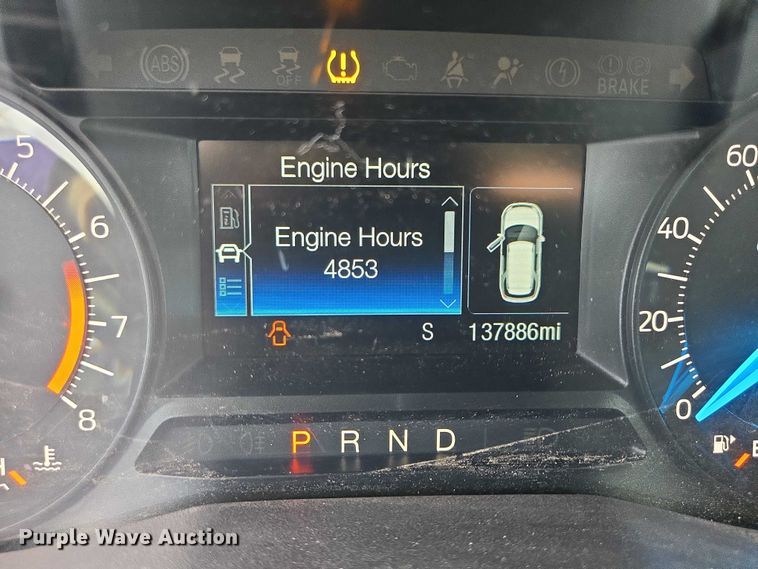 ABS
OFF
BRAKE
Engine Hours
Engine Hours
4853
S 137886mi
5
6
7
8
60
40
20
0
P R N D
H
E
Purple Wave Auction